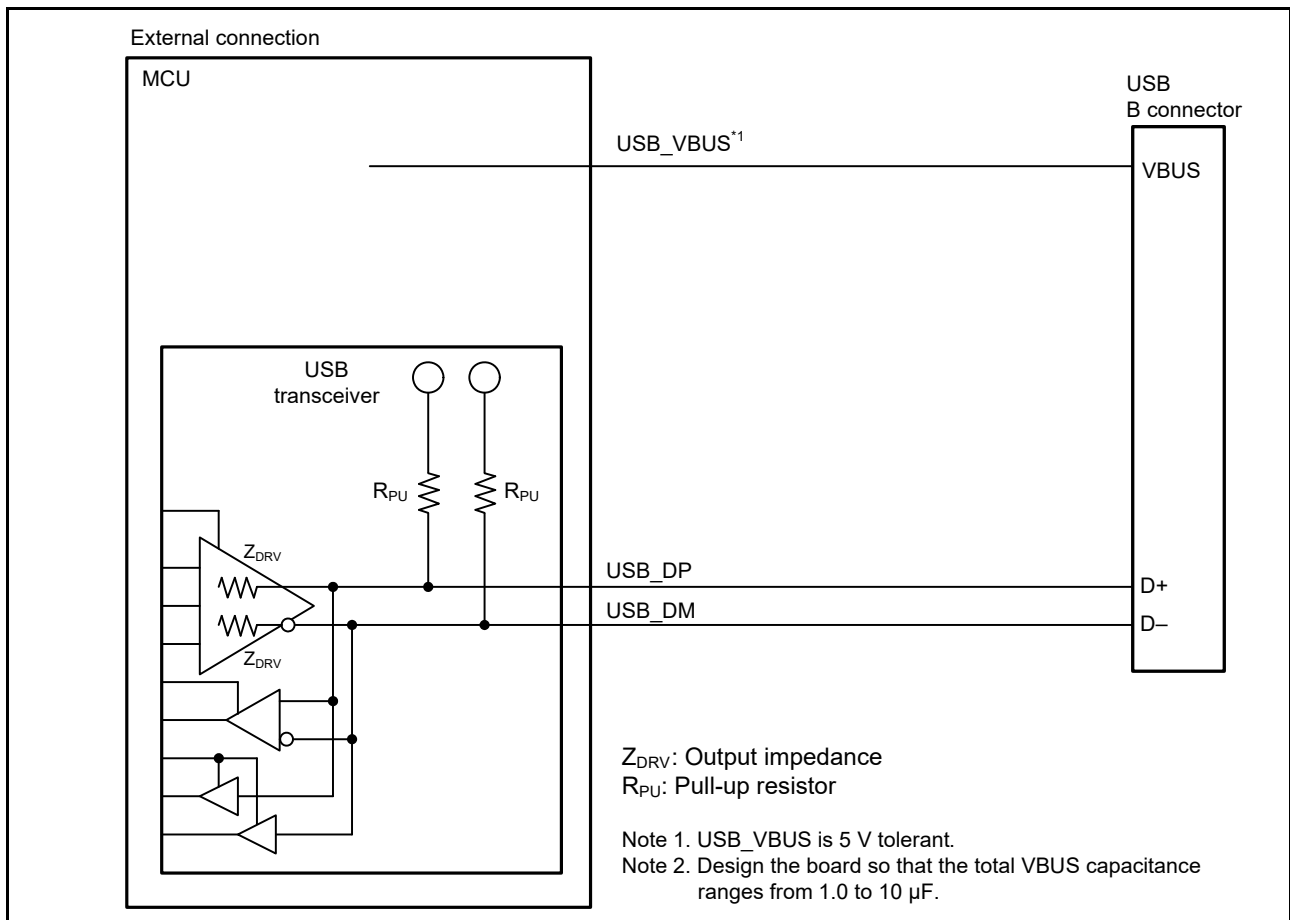 External connection
MCU
USB
B connector
USB_VBUS*1
VBUS
USB
transceiver
RPU
RPU
ZDRV
USB_DP
D+
USB_DM
D–
ZDRV
ZDRV: Output impedance
RPU: Pull-up resistor
Note 1. USB_VBUS is 5 V tolerant.
Note 2. Design the board so that the total VBUS capacitance
ranges from 1.0 to 10 µF.